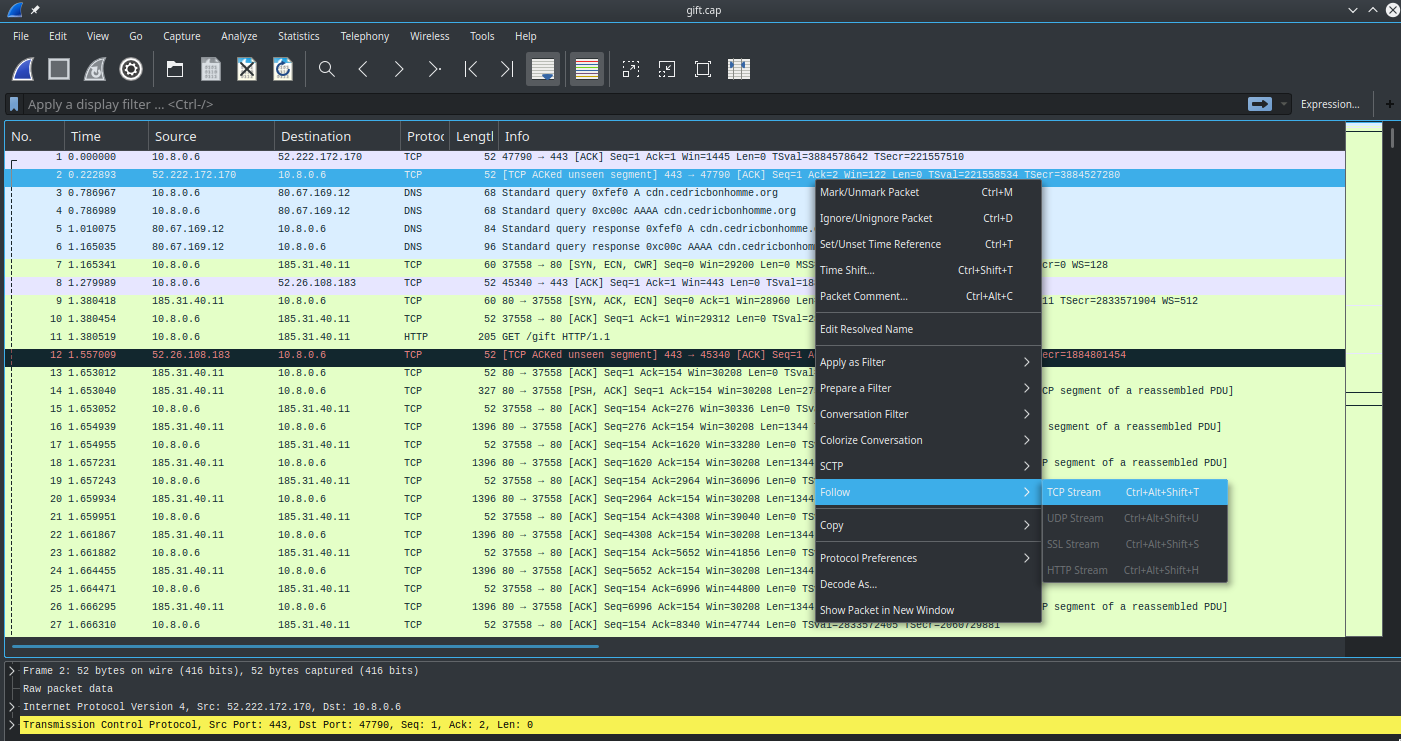 gift.cap
File Edit View Go Capture Analyze Statistics Telephony Wireless Tools Help
Apply a display filter ... <Ctrl-/> Expression... +
No. Time Source Destination Protoc Lengtl Info
1 0.000000 10.8.0.6 52.222.172.170 TCP 52 47790 → 443 [ACK] Seq=1 Ack=1 Win=1445 Len=0 TSval=3884578642 TSecr=221557510
2 0.222893 52.222.172.170 10.8.0.6 TCP 52 [TCP ACKed unseen segment] 443 → 47790 [ACK] Seq=1 Ack=2 Win=122 Len=0 TSval=221558534 TSecr=3884527280
3 0.786967 10.8.0.6 80.67.169.12 DNS 68 Standard query 0xfef0 A cdn.cedricbonhomme.org
4 0.786989 10.8.0.6 80.67.169.12 DNS 68 Standard query 0xc00c AAAA cdn.cedricbonhomme.org
5 1.010075 80.67.169.12 10.8.0.6 DNS 84 Standard query response 0xfef0 A cdn.cedricbonhomme.
6 1.165035 80.67.169.12 10.8.0.6 DNS 96 Standard query response 0xc00c AAAA cdn.cedricbonhom
7 1.165341 10.8.0.6 185.31.40.11 TCP 60 37558 → 80 [SYN, ECN, CWR] Seq=0 Win=29200 Len=0 MSS cr=0 WS=128
8 1.279989 10.8.0.6 52.26.108.183 TCP 52 45340 → 443 [ACK] Seq=1 Ack=1 Win=443 Len=0 TSval=18
9 1.380418 185.31.40.11 10.8.0.6 TCP 60 80 → 37558 [SYN, ACK, ECN] Seq=0 Ack=1 Win=28960 Len= 11 TSecr=2833571904 WS=512
10 1.380454 10.8.0.6 185.31.40.11 TCP 52 37558 → 80 [ACK] Seq=1 Ack=1 Win=29312 Len=0 TSval=2
11 1.380519 10.8.0.6 185.31.40.11 HTTP 205 GET /gift HTTP/1.1
12 1.557009 52.26.108.183 10.8.0.6 TCP 52 [TCP ACKed unseen segment] 443 → 45340 [ACK] Seq=1 A ecr=1884801454
13 1.653012 185.31.40.11 10.8.0.6 TCP 52 80 → 37558 [ACK] Seq=1 Ack=154 Win=30208 Len=0 TSval=
14 1.653040 185.31.40.11 10.8.0.6 TCP 327 80 → 37558 [PSH, ACK] Seq=1 Ack=154 Win=30208 Len=27 CP segment of a reassembled PDU]
15 1.653052 10.8.0.6 185.31.40.11 TCP 52 37558 → 80 [ACK] Seq=154 Ack=276 Win=30336 Len=0 TSv
16 1.654939 185.31.40.11 10.8.0.6 TCP 1396 80 → 37558 [ACK] Seq=276 Ack=154 Win=30208 Len=1344 segment of a reassembled PDU]
17 1.654955 10.8.0.6 185.31.40.11 TCP 52 37558 → 80 [ACK] Seq=154 Ack=1620 Win=33280 Len=0 TS
18 1.657231 185.31.40.11 10.8.0.6 TCP 1396 80 → 37558 [ACK] Seq=1620 Ack=154 Win=30208 Len=1344 P segment of a reassembled PDU]
19 1.657243 10.8.0.6 185.31.40.11 TCP 52 37558 → 80 [ACK] Seq=154 Ack=2964 Win=36096 Len=0 TS
20 1.659934 185.31.40.11 10.8.0.6 TCP 1396 80 → 37558 [ACK] Seq=2964 Ack=154 Win=30208 Len=1344
21 1.659951 10.8.0.6 185.31.40.11 TCP 52 37558 → 80 [ACK] Seq=154 Ack=4308 Win=39040 Len=0 TS
22 1.661867 185.31.40.11 10.8.0.6 TCP 1396 80 → 37558 [ACK] Seq=4308 Ack=154 Win=30208 Len=1344
23 1.661882 10.8.0.6 185.31.40.11 TCP 52 37558 → 80 [ACK] Seq=154 Ack=5652 Win=41856 Len=0 TS
24 1.664455 185.31.40.11 10.8.0.6 TCP 1396 80 → 37558 [ACK] Seq=5652 Ack=154 Win=30208 Len=1344
25 1.664471 10.8.0.6 185.31.40.11 TCP 52 37558 → 80 [ACK] Seq=154 Ack=6996 Win=44800 Len=0 TS
26 1.666295 185.31.40.11 10.8.0.6 TCP 1396 80 → 37558 [ACK] Seq=6996 Ack=154 Win=30208 Len=1344 P segment of a reassembled PDU]
27 1.666310 10.8.0.6 185.31.40.11 TCP 52 37558 → 80 [ACK] Seq=154 Ack=8340 Win=47744 Len=0 TSval=2833572405 TSecr=2060729881
Mark/Unmark Packet Ctrl+M
Ignore/Unignore Packet Ctrl+D
Set/Unset Time Reference Ctrl+T
Time Shift... Ctrl+Shift+T
Packet Comment... Ctrl+Alt+C
Edit Resolved Name
Apply as Filter
Prepare a Filter
Conversation Filter
Colorize Conversation
SCTP
Follow
Copy
Protocol Preferences
Decode As...
Show Packet in New Window
TCP Stream Ctrl+Alt+Shift+T
UDP Stream Ctrl+Alt+Shift+U
SSL Stream Ctrl+Alt+Shift+S
HTTP Stream Ctrl+Alt+Shift+H
Frame 2: 52 bytes on wire (416 bits), 52 bytes captured (416 bits)
Raw packet data
Internet Protocol Version 4, Src: 52.222.172.170, Dst: 10.8.0.6
Transmission Control Protocol, Src Port: 443, Dst Port: 47790, Seq: 1, Ack: 2, Len: 0